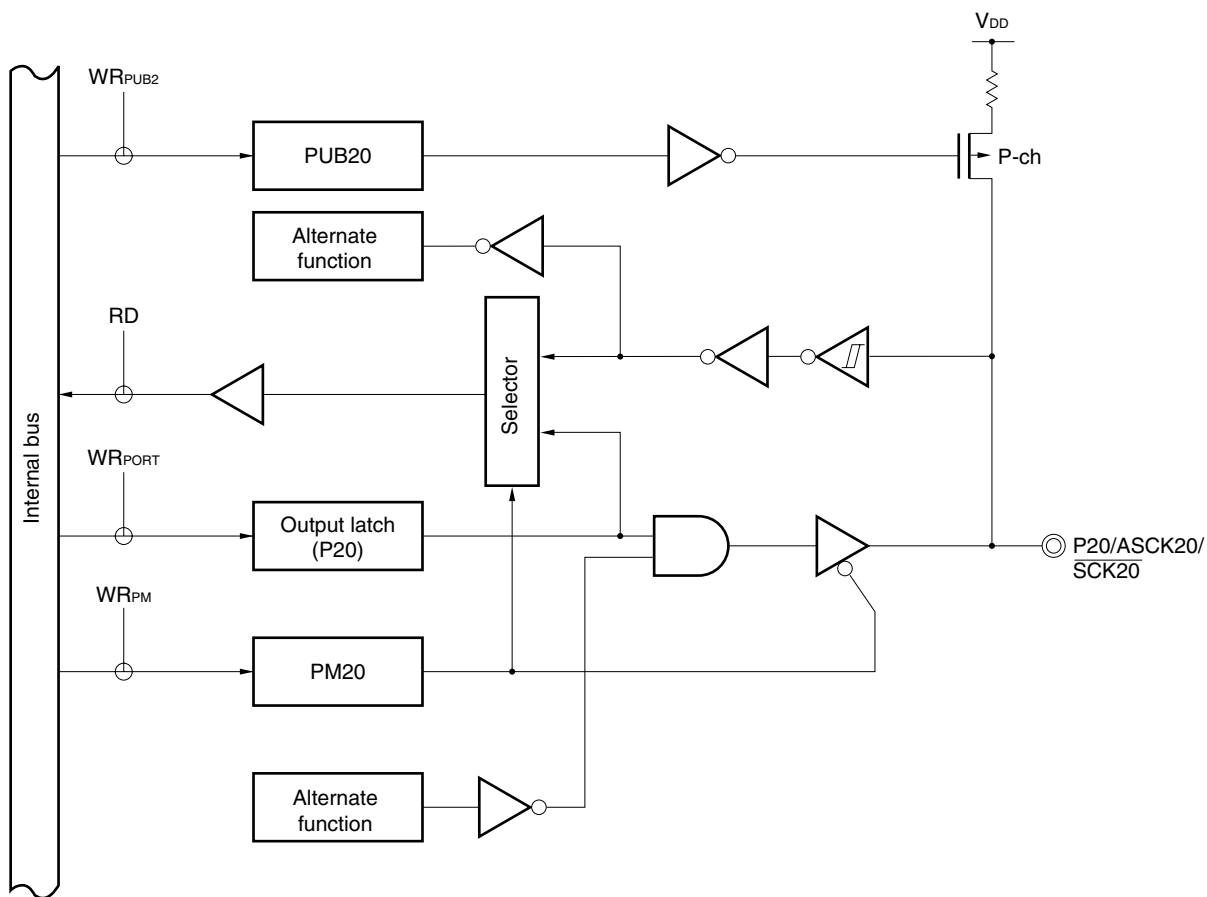 VDD
WRPUB2
PUB20
P-ch
Alternate
function
RD
Selector
Internal bus
WRPORT
Output latch
(P20)
P20/ASCK20/
SCK20
WRPM
PM20
Alternate
function